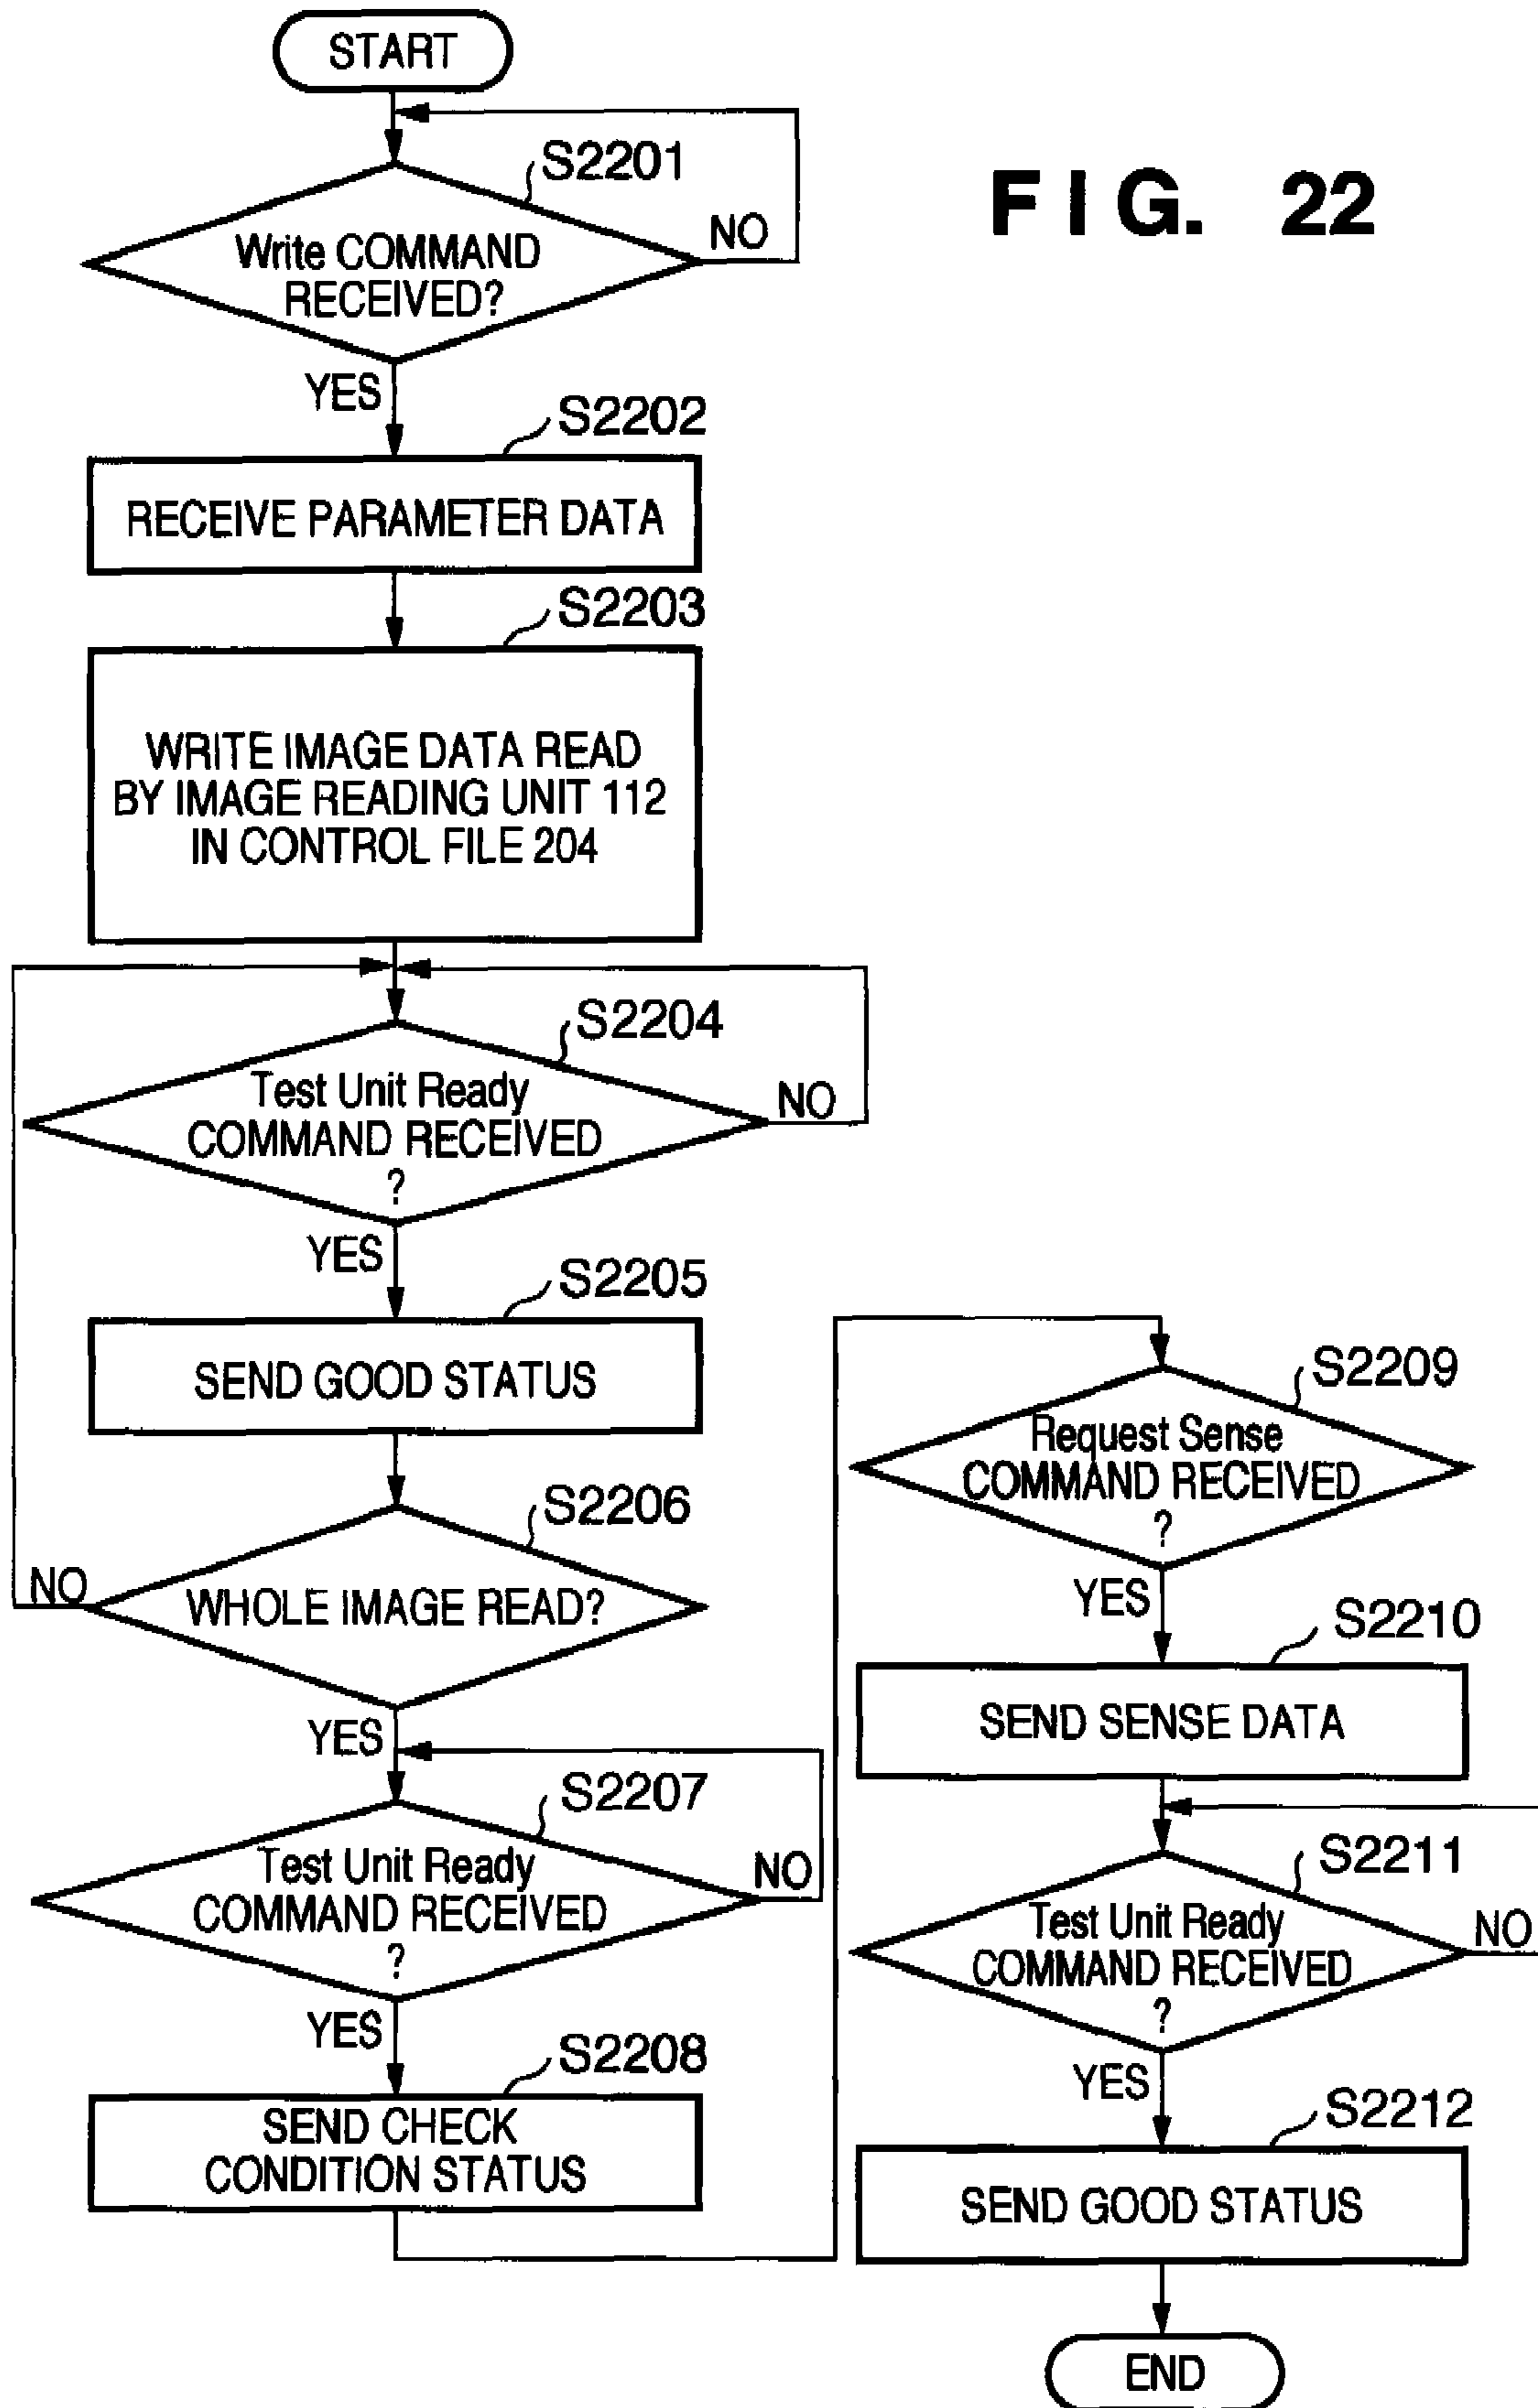 START
S2201
FIG. 22
NO
Write COMMAND
RECEIVED?
YES
S2202
RECEIVE PARAMETER DATA
S2203
WRITE IMAGE DATA READ
BY IMAGE READING UNIT 112
IN CONTROL FILE 204
S2204
Test Unit Ready
COMMAND RECEIVED
?
NO
YES
S2205
SEND GOOD STATUS
S2206
NO
WHOLE IMAGE READ?
YES
S2207
Test Unit Ready
COMMAND RECEIVED
?
NO
YES
S2208
SEND CHECK
CONDITION STATUS
S2209
Request Sense
COMMAND RECEIVED
?
YES
S2210
SEND SENSE DATA
S2211
Test Unit Ready
COMMAND RECEIVED
?
NO
YES
S2212
SEND GOOD STATUS
END